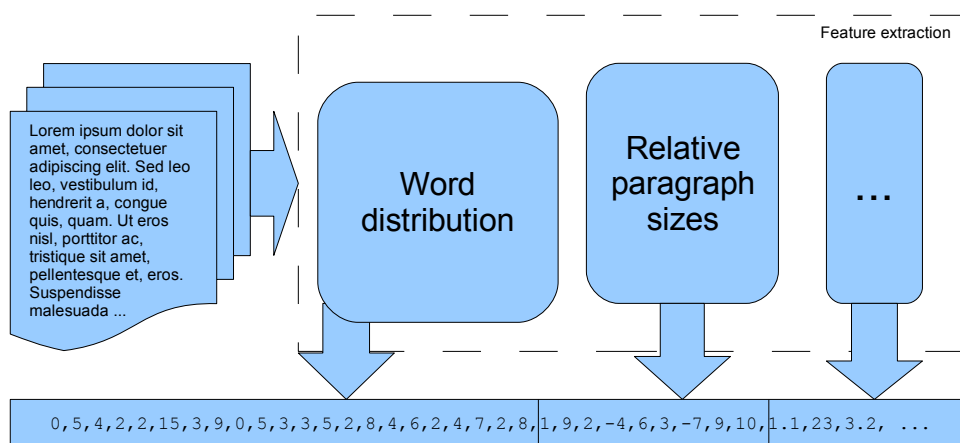 Feature extraction
Lorem ipsum dolor sit
amet, consectetuer
adipiscing elit. Sed leo
leo, vestibulum id,
hendrerit a, congue
quis, quam. Ut eros
nisl, porttitor ac,
tristique sit amet,
pellentesque et, eros.
Suspendisse
malesuada ...
Word
distribution
Relative
paragraph
sizes
...
0,5,4,2,2,15,3,9,0,5,3,3,5,2,8,4,6,2,4,7,2,8,1,9,2,-4,6,3,-7,9,10,1.1,23,3.2, ...